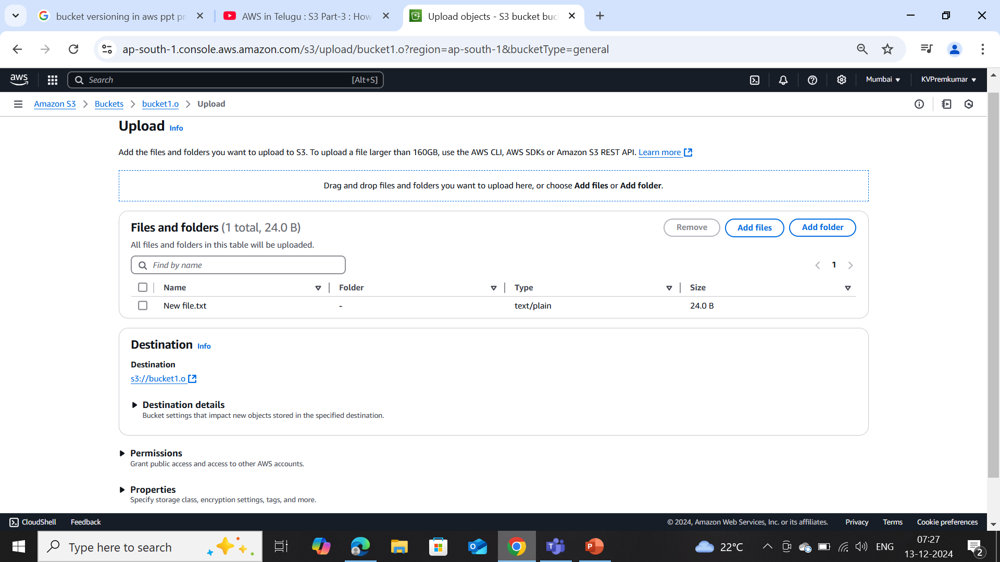 bucket versioning in aws ppt pr
AWS in Telugu : S3 Part-3 : How
Upload objects - S3 bucket buc
ap-south-1.console.aws.amazon.com/s3/upload/bucket1.o?region=ap-south-1&bucketType=general
aws
Search
[Alt+S]
Mumbai
KVPremkumar
Amazon S3
Buckets
bucket1.o
Upload
Upload Info
Add the files and folders you want to upload to S3. To upload a file larger than 160GB, use the AWS CLI, AWS SDKs or Amazon S3 REST API. Learn more
Drag and drop files and folders you want to upload here, or choose Add files or Add folder.
Files and folders (1 total, 24.0 B)
Remove
Add files
Add folder
All files and folders in this table will be uploaded.
Find by name
1
Name
Folder
Type
Size
New file.txt
-
text/plain
24.0 B
Destination Info
Destination
s3://bucket1.o
Destination details
Bucket settings that impact new objects stored in the specified destination.
Permissions
Grant public access and access to other AWS accounts.
Properties
Specify storage class, encryption settings, tags, and more.
CloudShell
Feedback
© 2024, Amazon Web Services, Inc. or its affiliates.
Privacy
Terms
Cookie preferences
Type here to search
22°C
ENG
07:27
13-12-2024
2